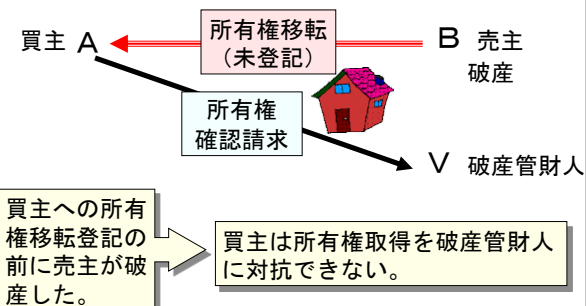 買主 A
所有権移転
(未登記)
B 売主
破産
所有権
確認請求
V 破産管財人
買主への所有
権移転登記の
前に売主が破
産した。
買主は所有権取得を破産管財人
に対抗できない。